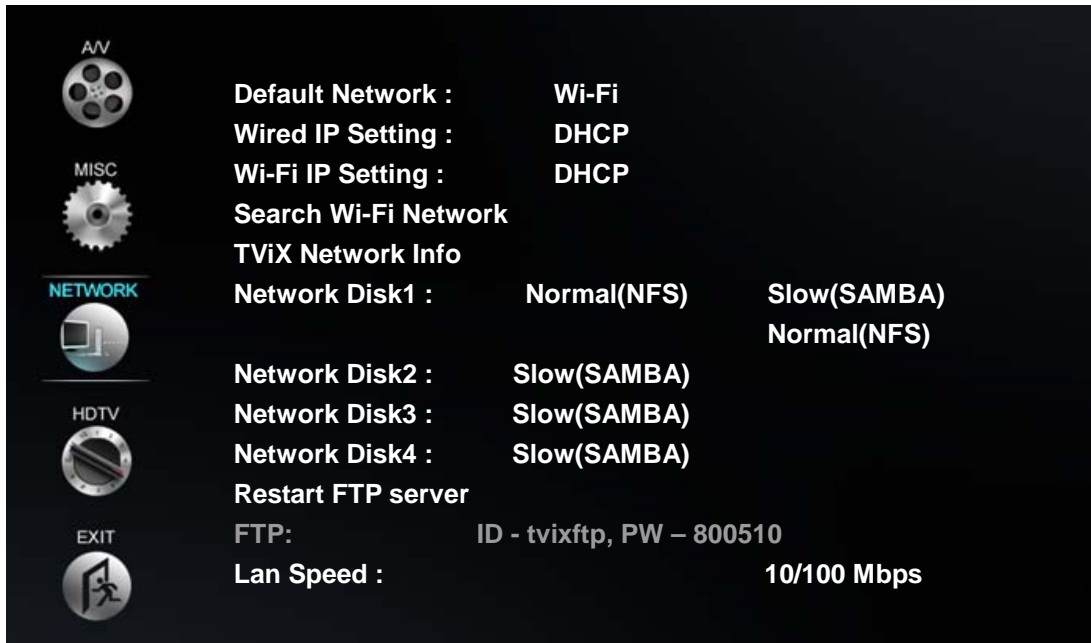 A/V
MISC
NETWORK
HDTV
EXIT
Default Network : Wi-Fi
Wired IP Setting : DHCP
Wi-Fi IP Setting : DHCP
Search Wi-Fi Network
TViX Network Info
Network Disk1 : Normal(NFS) Slow(SAMBA)
Normal(NFS)
Network Disk2 : Slow(SAMBA)
Network Disk3 : Slow(SAMBA)
Network Disk4 : Slow(SAMBA)
Restart FTP server
FTP: ID - tvixftp, PW – 800510
Lan Speed : 10/100 Mbps